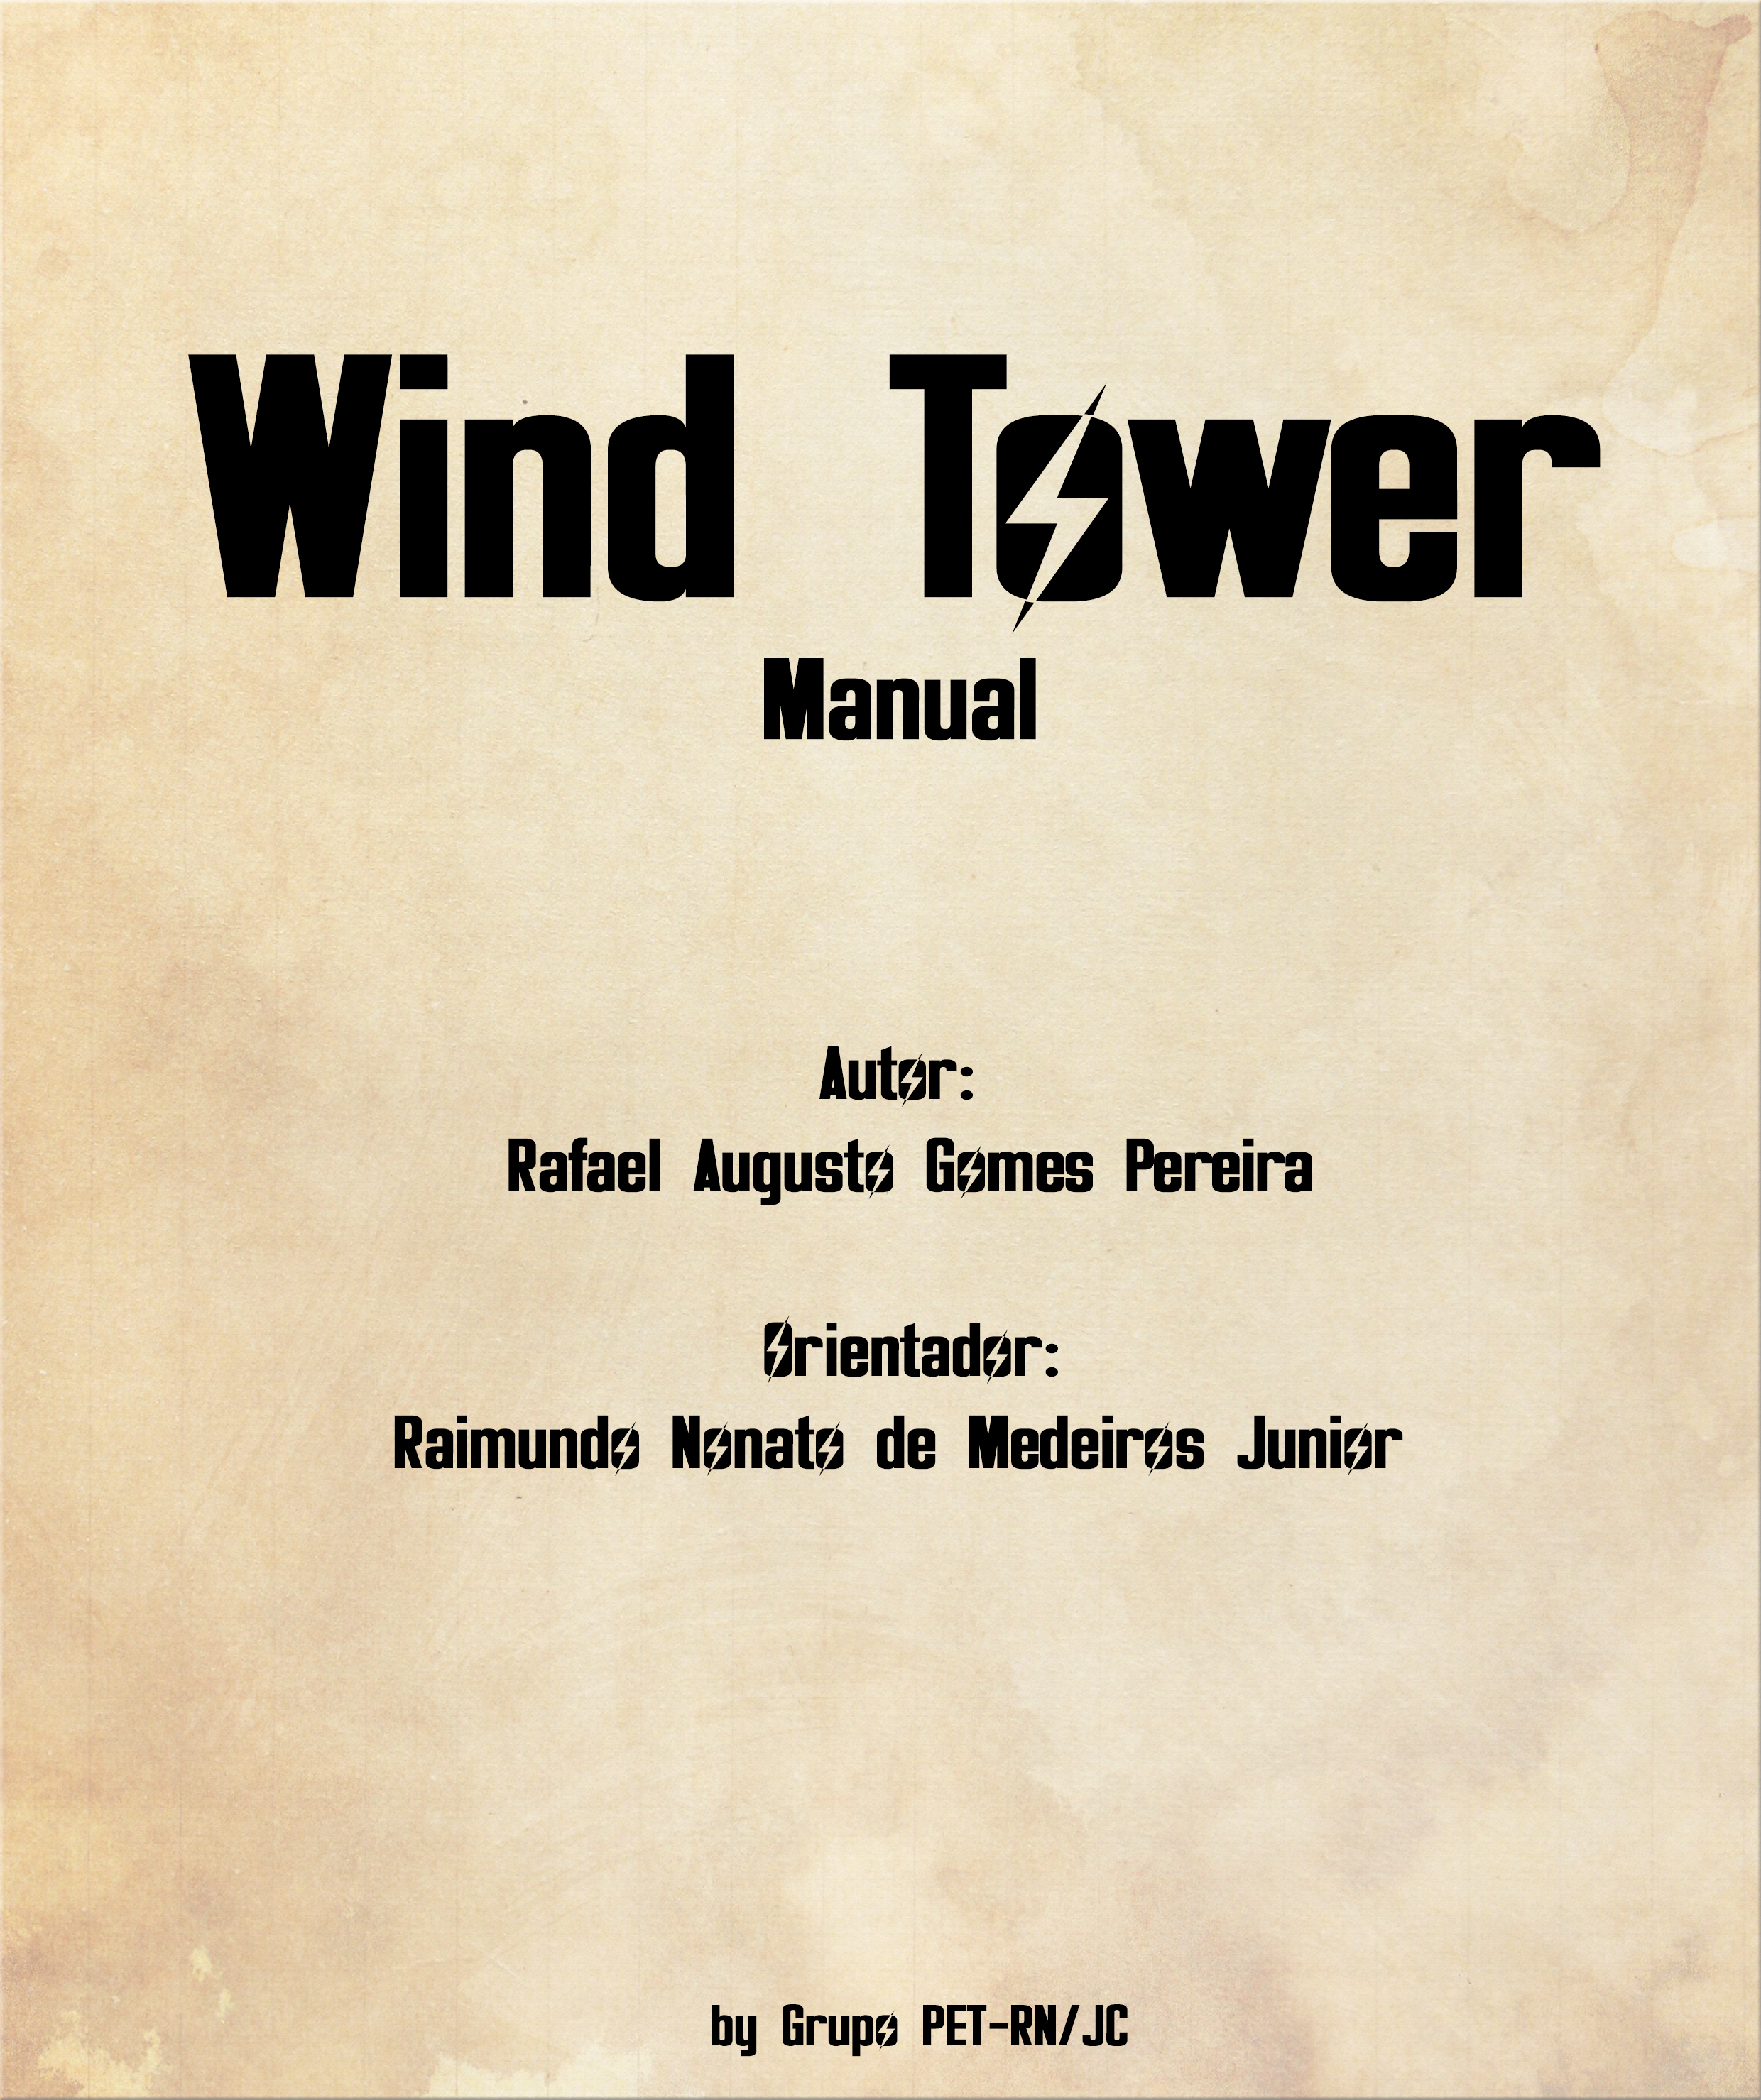 Wind Tower
Manual
Autor:
Rafael Augusto Gomes Pereira
Orientador:
Raimundo Nonato de Medeiros Junior
by Grupo PET-RN/JC